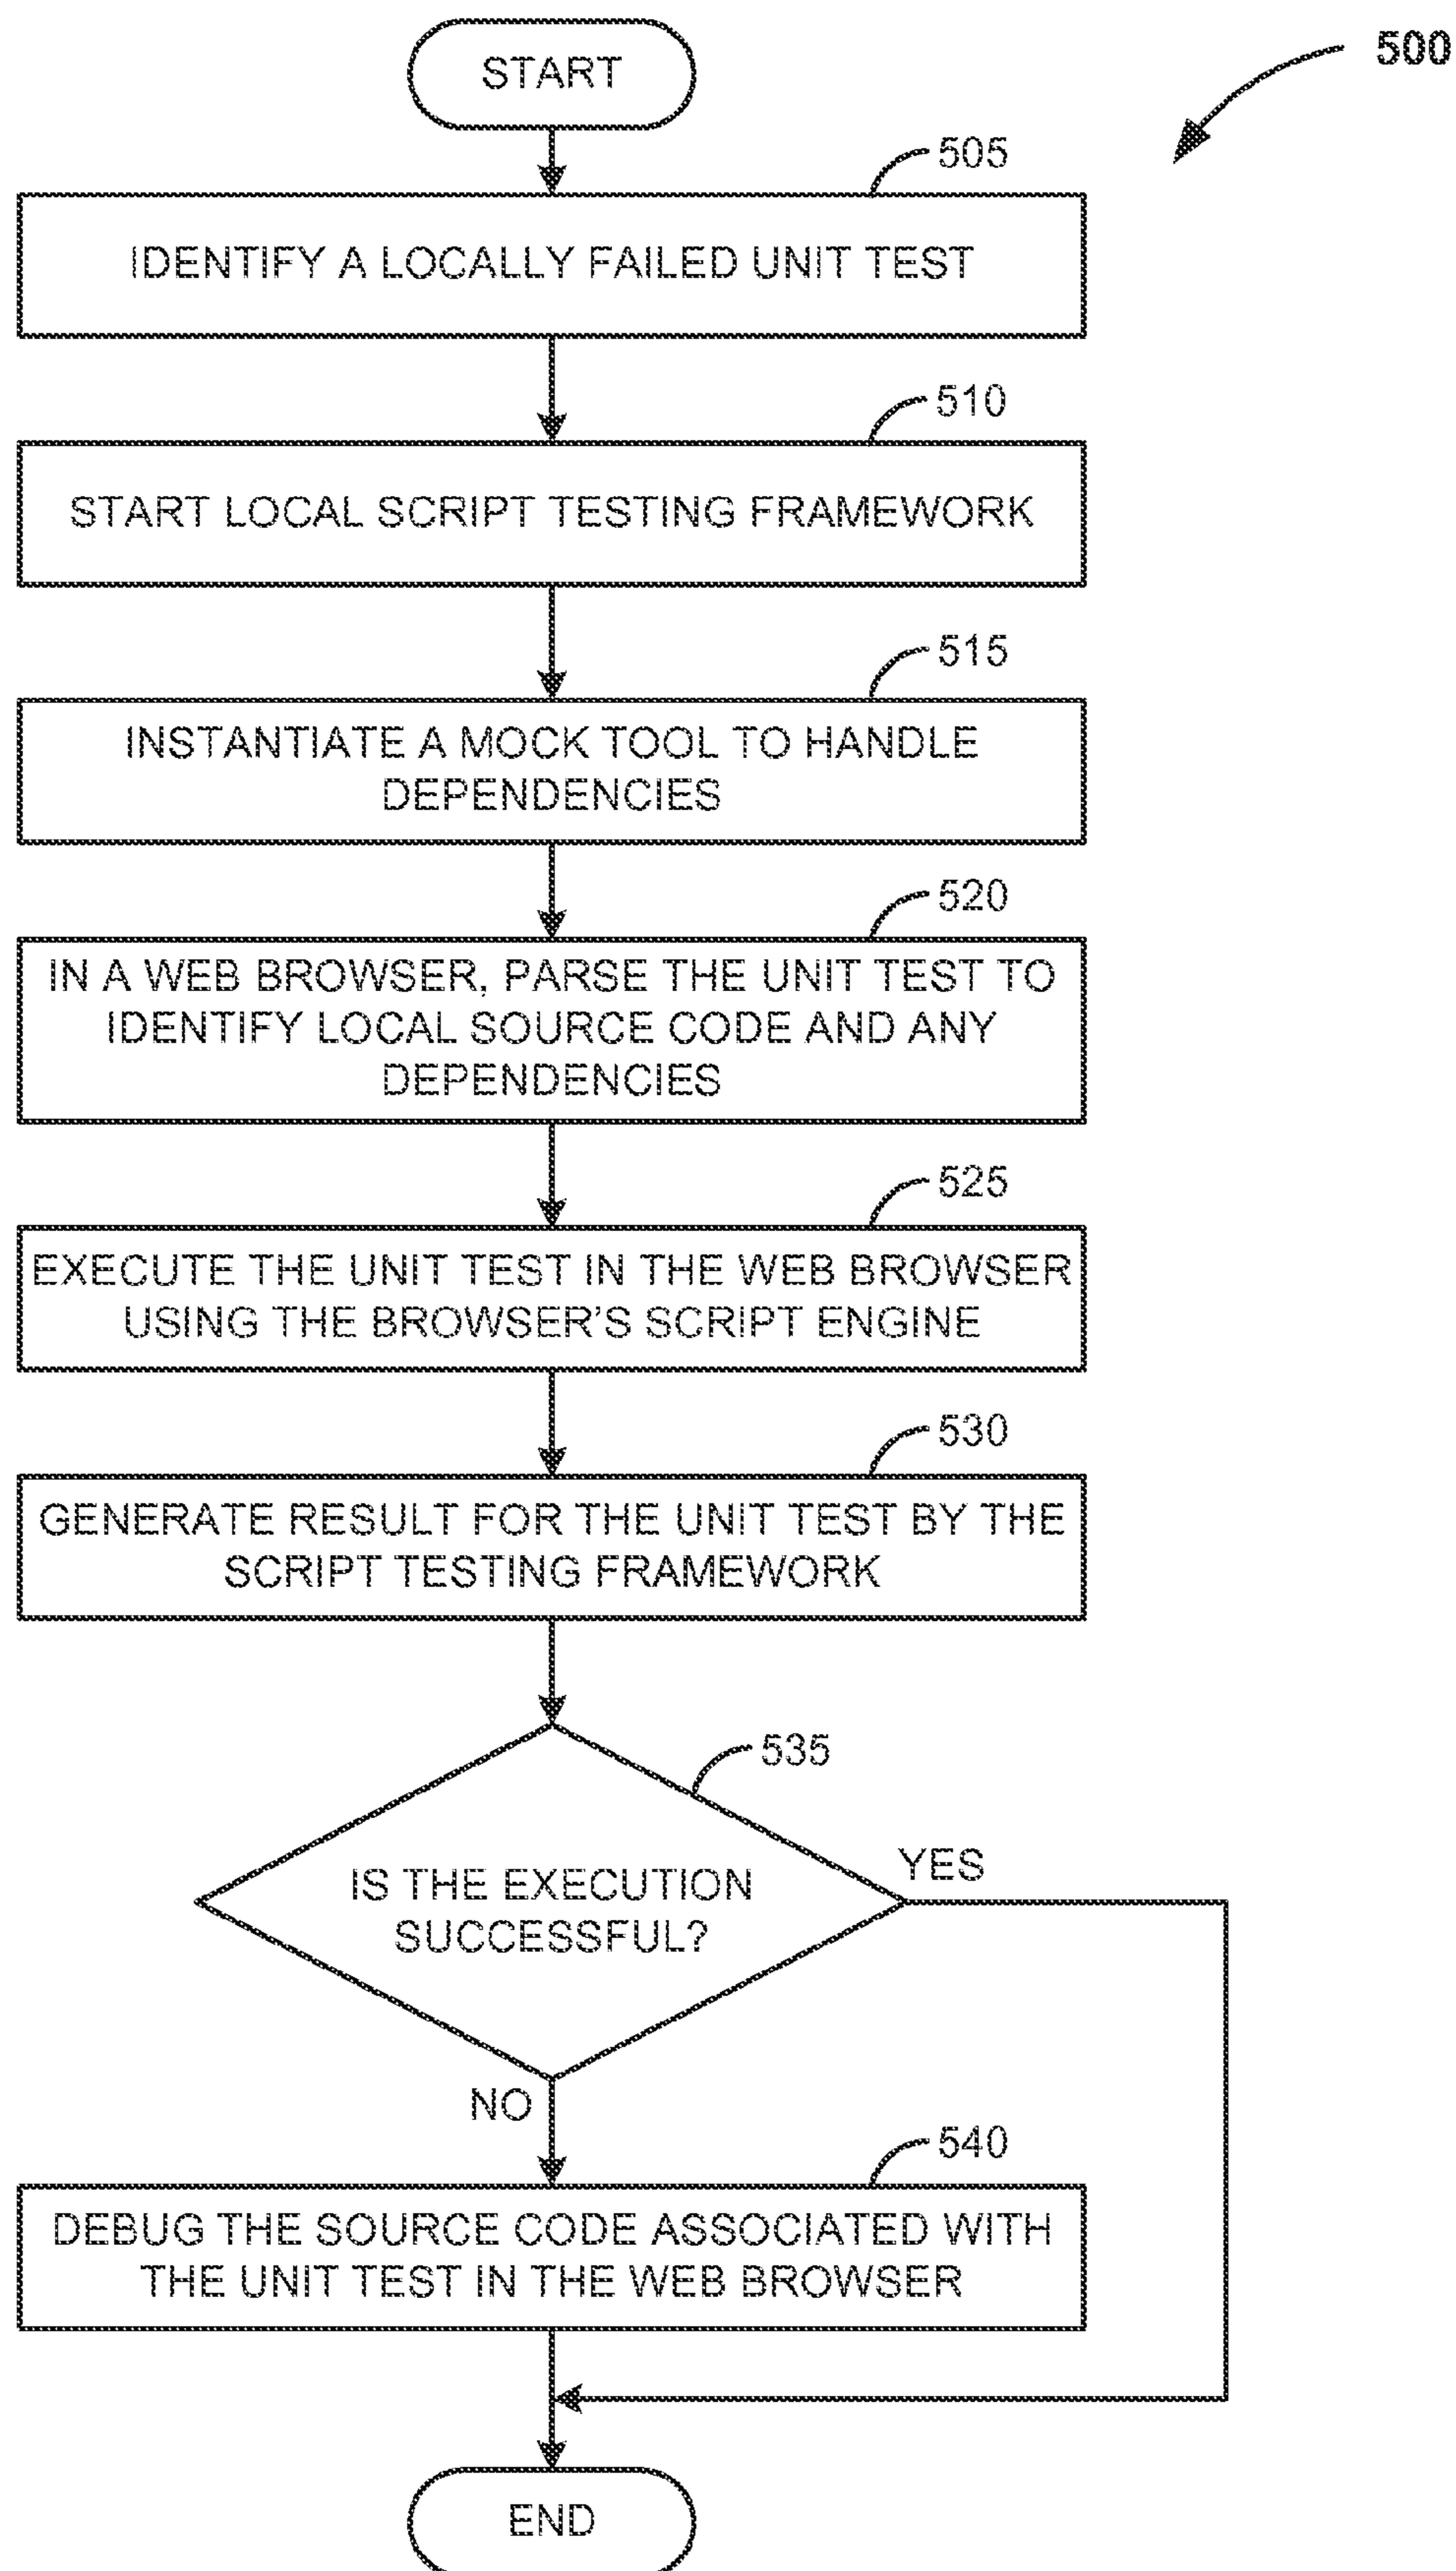 500
START
505
IDENTIFY A LOCALLY FAILED UNIT TEST
510
START LOCAL SCRIPT TESTING FRAMEWORK
515
INSTANTIATE A MOCK TOOL TO HANDLE
DEPENDENCIES
520
IN A WEB BROWSER, PARSE THE UNIT TEST TO
IDENTIFY LOCAL SOURCE CODE AND ANY
DEPENDENCIES
525
EXECUTE THE UNIT TEST IN THE WEB BROWSER
USING THE BROWSER'S SCRIPT ENGINE
530
GENERATE RESULT FOR THE UNIT TEST BY THE
SCRIPT TESTING FRAMEWORK
535
IS THE EXECUTION
SUCCESSFUL?
YES
NO
540
DEBUG THE SOURCE CODE ASSOCIATED WITH
THE UNIT TEST IN THE WEB BROWSER
END